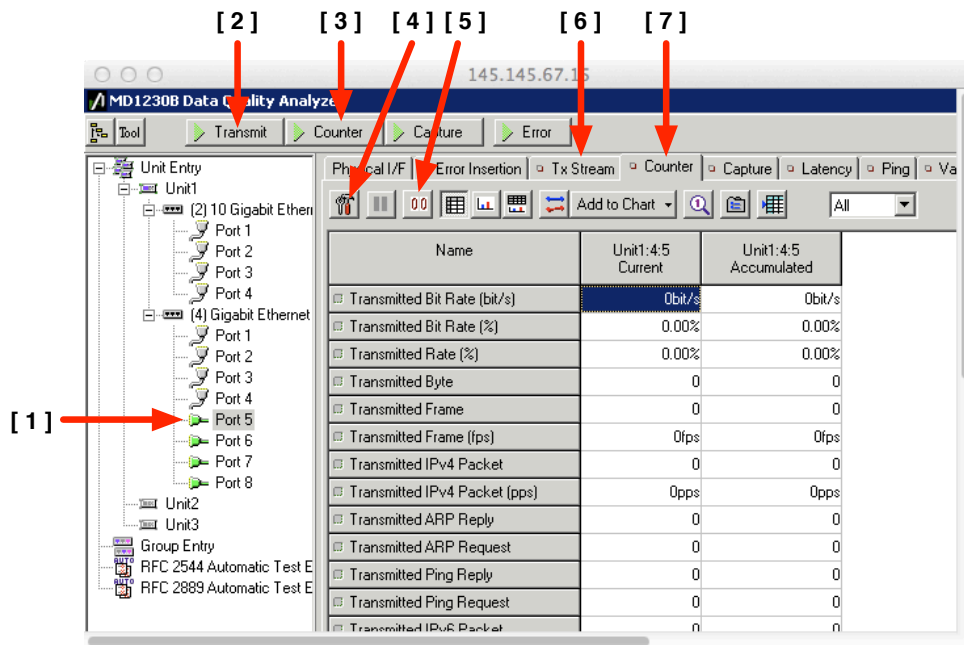 [ 2 ] [ 3 ] [ 4 ] [ 5 ] [ 6 ] [ 7 ]
145.145.67.15
MD1230B Data Quality Analyze
Tool Transmit Counter Capture Error
Unit Entry
Unit1
(2) 10 Gigabit Ethern
Port 1
Port 2
Port 3
Port 4
(4) Gigabit Ethernet
Port 1
Port 2
Port 3
Port 4
[ 1 ]
Port 5
Port 6
Port 7
Port 8
Unit2
Unit3
Group Entry
RFC 2544 Automatic Test E
RFC 2889 Automatic Test E
Physical I/F Error Insertion Tx Stream Counter Capture Latency Ping Va
Add to Chart All
Name Unit1:4:5 Current Unit1:4:5 Accumulated
Transmitted Bit Rate (bit/s) 0bit/s 0bit/s
Transmitted Bit Rate (%) 0.00% 0.00%
Transmitted Rate (%) 0.00% 0.00%
Transmitted Byte 0 0
Transmitted Frame 0 0
Transmitted Frame (fps) 0fps 0fps
Transmitted IPv4 Packet 0 0
Transmitted IPv4 Packet (pps) 0pps 0pps
Transmitted ARP Reply 0 0
Transmitted ARP Request 0 0
Transmitted Ping Reply 0 0
Transmitted Ping Request 0 0
Transmitted IPv6 Packet 0 0